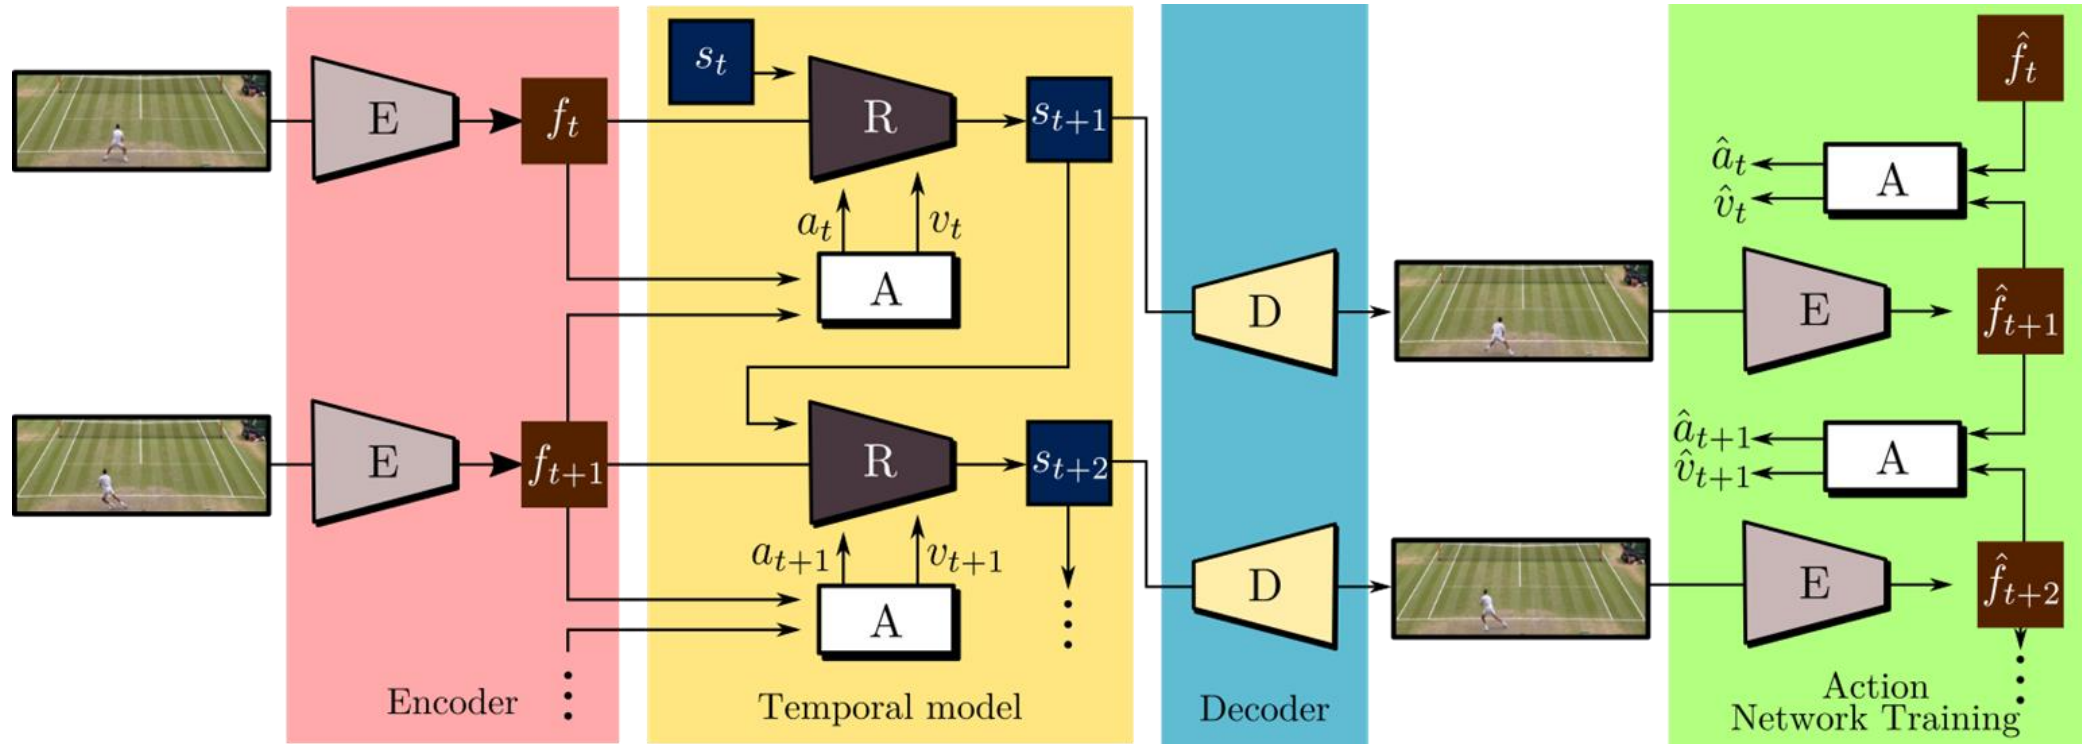 E
$f_t$
$s_t$
R
$s_{t+1}$
$a_t$
$v_t$
A
E
$f_{t+1}$
R
$s_{t+2}$
$a_{t+1}$
$v_{t+1}$
A
D
D
$\hat{f}_t$
$\hat{a}_t$
$\hat{v}_t$
A
E
$\hat{f}_{t+1}$
$\hat{a}_{t+1}$
$\hat{v}_{t+1}$
A
E
$\hat{f}_{t+2}$
Encoder
Temporal model
Decoder
Action
Network Training